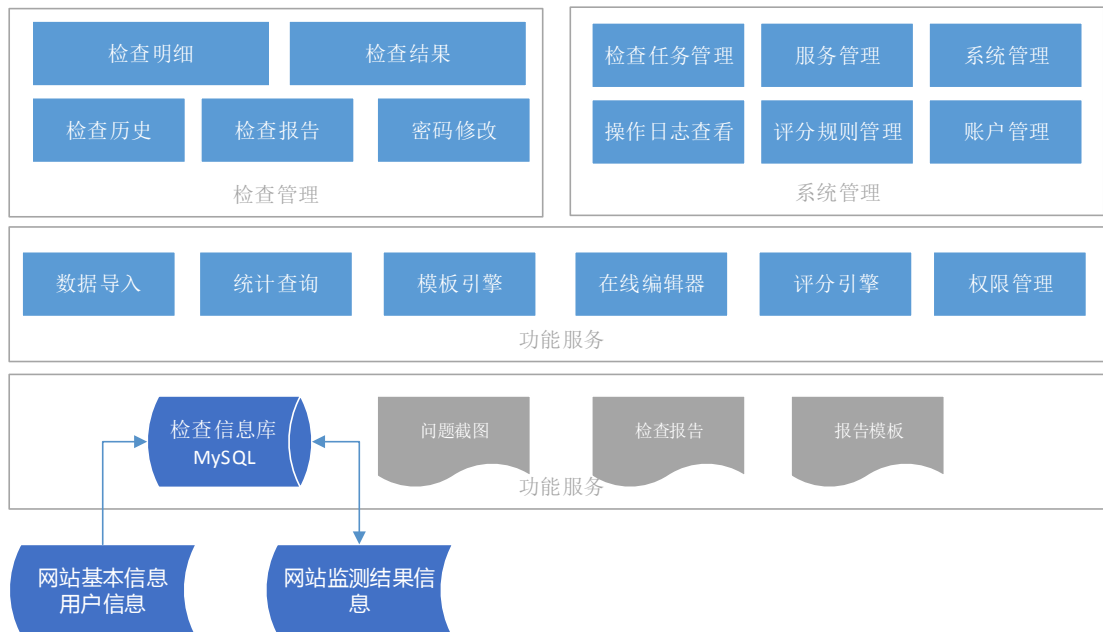 检查明细
检查结果
检查历史
检查报告
密码修改
检查管理
检查任务管理
服务管理
系统管理
操作日志查看
评分规则管理
账户管理
系统管理
数据导入
统计查询
模板引擎
在线编辑器
评分引擎
权限管理
功能服务
检查信息库
MySQL
问题截图
检查报告
报告模板
功能服务
网站基本信息
用户信息
网站监测结果信
息